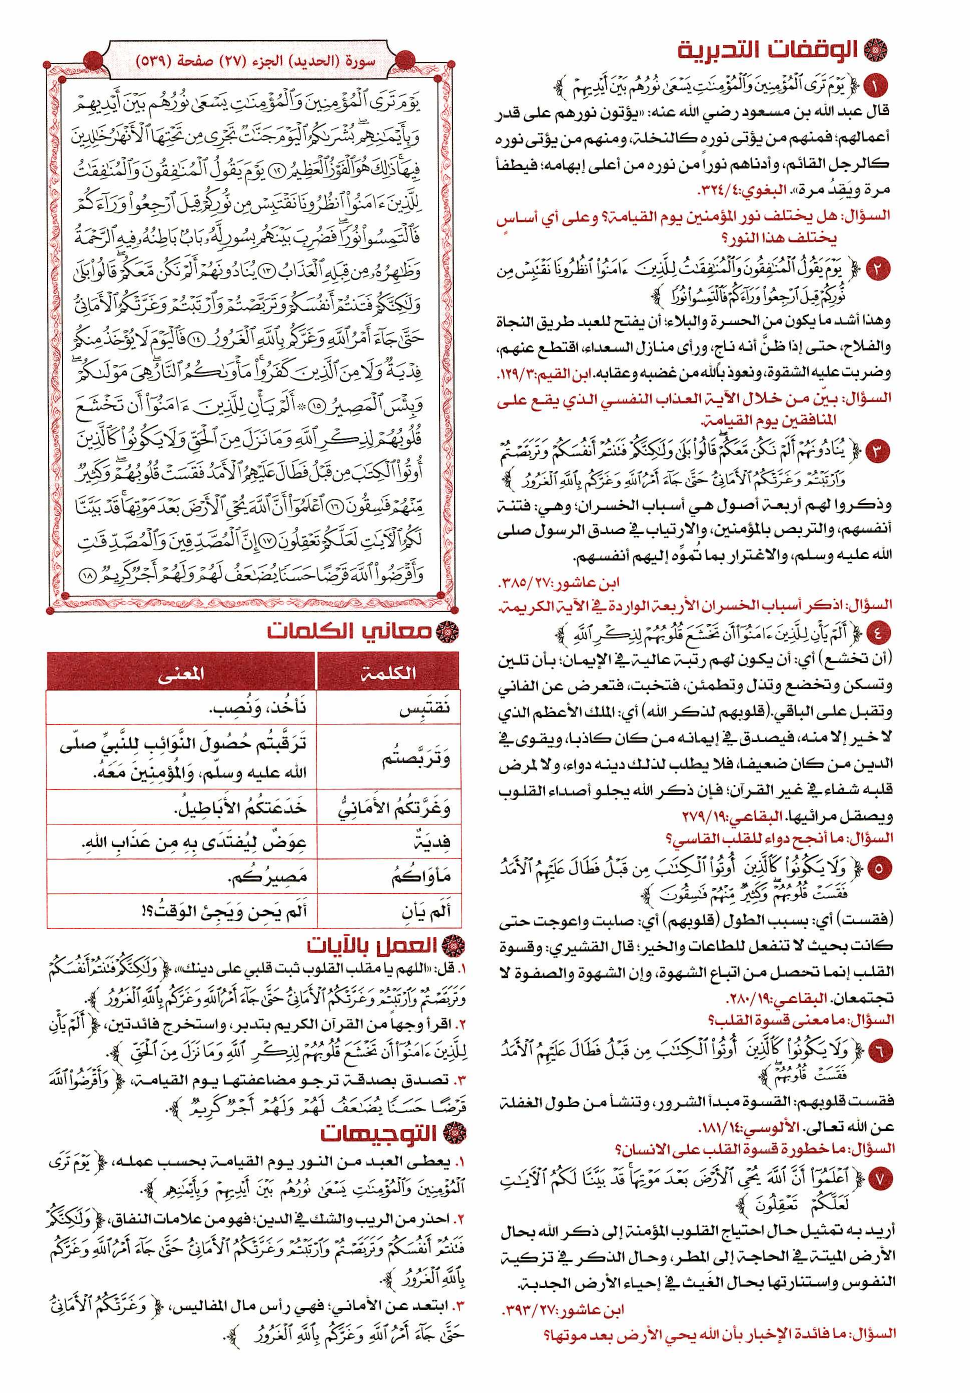 الوقفات التدبرية
١ ﴿ يَوْمَ تَرَى الْمُؤْمِنِينَ وَالْمُؤْمِنَاتِ يَسْعَى نُورُهُم بَيْنَ أَيْدِيهِمْ ﴾
قال عبد الله بن مسعود رضي الله عنه: «يؤتون نورهم على قدر
أعمالهم؛ فمنهم من يؤتى نوره كالنخلة، ومنهم من يؤتى نوره
كالرجل القائم، وأدناهم نوراً من نوره من أعلى إبهامه؛ فيطفأ
مرة ويَقِدُ مرة». البغوي:٣٢٤/٤.
السؤال: هل يختلف نور المؤمنين يوم القيامة؟ وعلى أي أساسٍ
يختلف هذا النور؟
٢ ﴿ يَوْمَ يَقُولُ الْمُنَافِقُونَ وَالْمُنَافِقَاتُ لِلَّذِينَ ءَامَنُوا انظُرُونَا نَقْتَبِسْ مِن
نُّورِكُمْ قِيلَ ارْجِعُوا وَرَاءَكُمْ فَالْتَمِسُوا نُورًا ﴾
وهذا أشد ما يكون من الحسرة والبلاء؛ أن يفتح للعبد طريق النجاة
والفلاح، حتى إذا ظنَّ أنه ناج، ورأى منازل السعداء، اقتطع عنهم،
وضربت عليه الشقوة، ونعوذ بالله من غضبه وعقابه. ابن القيم:١٢٩/٣.
السؤال: بيّن من خلال الآية العذاب النفسي الذي يقع على
المنافقين يوم القيامة.
٣ ﴿ يُنَادُونَهُمْ أَلَمْ نَكُن مَّعَكُمْ قَالُوا بَلَى وَلَكِنَّكُمْ فَتَنتُمْ أَنفُسَكُمْ وَتَرَبَّصْتُمْ
وَارْتَبْتُمْ وَغَرَّتْكُمُ الْأَمَانِيُّ حَتَّى جَاءَ أَمْرُ اللَّهِ وَغَرَّكُم بِاللَّهِ الْغَرُورُ ﴾
وذكروا لهم أربعة أصول هي أسباب الخسران؛ وهي: فتنة
أنفسهم، والتربص بالمؤمنين، والارتياب في صدق الرسول صلى
الله عليه وسلم، والاغترار بما تُموِّه إليهم أنفسهم.
ابن عاشور:٣٨٥/٢٧.
السؤال: اذكر أسباب الخسران الأربعة الواردة في الآية الكريمة.
٤ ﴿ أَلَمْ يَأْنِ لِلَّذِينَ ءَامَنُوا أَن تَخْشَعَ قُلُوبُهُمْ لِذِكْرِ اللَّهِ ﴾
(أن تخشع) أي: أن يكون لهم رتبة عالية في الإيمان؛ بأن تلين
وتسكن وتخضع وتذل وتطمئن، فتخبت، فتعرض عن الفاني
وتقبل على الباقي.(قلوبهم لذكر الله) أي: الملك الأعظم الذي
لا خير إلا منه، فيصدق في إيمانه من كان كاذبا، ويقوى في
الدين من كان ضعيفا، فلا يطلب لذلك دينه دواء، ولا لمرض
قلبه شفاء في غير القرآن؛ فإن ذكر الله يجلو أصداء القلوب
ويصقل مرائيها. البقاعي:٢٧٩/١٩
السؤال: ما أنجح دواء للقلب القاسي؟
٥ ﴿ وَلَا يَكُونُوا كَالَّذِينَ أُوتُوا الْكِتَابَ مِن قَبْلُ فَطَالَ عَلَيْهِمُ الْأَمَدُ
فَقَسَتْ قُلُوبُهُمْ وَكَثِيرٌ مِّنْهُمْ فَاسِقُونَ ﴾
(فقست) أي: بسبب الطول (قلوبهم) أي: صلبت واعوجت حتى
كانت بحيث لا تنفعل للطاعات والخير؛ قال القشيري: وقسوة
القلب إنما تحصل من اتباع الشهوة، وإن الشهوة والصفوة لا
تجتمعان. البقاعي:٢٨٠/١٩.
السؤال: ما معنى قسوة القلب؟
٦ ﴿ وَلَا يَكُونُوا كَالَّذِينَ أُوتُوا الْكِتَابَ مِن قَبْلُ فَطَالَ عَلَيْهِمُ الْأَمَدُ
فَقَسَتْ قُلُوبُهُمْ ﴾
فقست قلوبهم: القسوة مبدأ الشرور، وتنشأ من طول الغفلة
عن الله تعالى. الألوسي:١٨١/١٤.
السؤال: ما خطورة قسوة القلب على الانسان؟
٧ ﴿ اعْلَمُوا أَنَّ اللَّهَ يُحْيِ الْأَرْضَ بَعْدَ مَوْتِهَا قَدْ بَيَّنَّا لَكُمُ الْآيَاتِ
لَعَلَّكُمْ تَعْقِلُونَ ﴾
أريد به تمثيل حال احتياج القلوب المؤمنة إلى ذكر الله بحال
الأرض الميتة في الحاجة إلى المطر، وحال الذكر في تزكية
النفوس واستنارتها بحال الغَيث في إحياء الأرض الجدبة.
ابن عاشور:٣٩٣/٢٧.
السؤال: ما فائدة الإخبار بأن الله يحي الأرض بعد موتها؟
سورة (الحديد) الجزء (٢٧) صفحة (٥٣٩)
يَوْمَ تَرَى الْمُؤْمِنِينَ وَالْمُؤْمِنَاتِ يَسْعَى نُورُهُم بَيْنَ أَيْدِيهِمْ
وَبِأَيْمَانِهِم بُشْرَاكُمُ الْيَوْمَ جَنَّاتٌ تَجْرِي مِن تَحْتِهَا الْأَنْهَارُ خَالِدِينَ
فِيهَا ذَلِكَ هُوَ الْفَوْزُ الْعَظِيمُ ١٢ يَوْمَ يَقُولُ الْمُنَافِقُونَ وَالْمُنَافِقَاتُ
لِلَّذِينَ ءَامَنُوا انظُرُونَا نَقْتَبِسْ مِن نُّورِكُمْ قِيلَ ارْجِعُوا وَرَاءَكُمْ
فَالْتَمِسُوا نُورًا فَضُرِبَ بَيْنَهُم بِسُورٍ لَّهُ بَابٌ بَاطِنُهُ فِيهِ الرَّحْمَةُ
وَظَاهِرُهُ مِن قِبَلِهِ الْعَذَابُ ١٣ يُنَادُونَهُمْ أَلَمْ نَكُن مَّعَكُمْ قَالُوا بَلَى
وَلَكِنَّكُمْ فَتَنتُمْ أَنفُسَكُمْ وَتَرَبَّصْتُمْ وَارْتَبْتُمْ وَغَرَّتْكُمُ الْأَمَانِيُّ
حَتَّى جَاءَ أَمْرُ اللَّهِ وَغَرَّكُم بِاللَّهِ الْغَرُورُ ١٤ فَالْيَوْمَ لَا يُؤْخَذُ مِنكُمْ
فِدْيَةٌ وَلَا مِنَ الَّذِينَ كَفَرُوا مَأْوَاكُمُ النَّارُ هِيَ مَوْلَاكُمْ
وَبِئْسَ الْمَصِيرُ ١٥ ۞ أَلَمْ يَأْنِ لِلَّذِينَ ءَامَنُوا أَن تَخْشَعَ
قُلُوبُهُمْ لِذِكْرِ اللَّهِ وَمَا نَزَلَ مِنَ الْحَقِّ وَلَا يَكُونُوا كَالَّذِينَ
أُوتُوا الْكِتَابَ مِن قَبْلُ فَطَالَ عَلَيْهِمُ الْأَمَدُ فَقَسَتْ قُلُوبُهُمْ وَكَثِيرٌ
مِّنْهُمْ فَاسِقُونَ ١٦ اعْلَمُوا أَنَّ اللَّهَ يُحْيِ الْأَرْضَ بَعْدَ مَوْتِهَا قَدْ بَيَّنَّا
لَكُمُ الْآيَاتِ لَعَلَّكُمْ تَعْقِلُونَ ١٧ إِنَّ الْمُصَّدِّقِينَ وَالْمُصَّدِّقَاتِ
وَأَقْرَضُوا اللَّهَ قَرْضًا حَسَنًا يُضَاعَفُ لَهُمْ وَلَهُمْ أَجْرٌ كَرِيمٌ ١٨
معاني الكلمات
الكلمة المعنى
نَقتَبِس نَأخُذ، وَنُصِب.
وَتَرَبَّصتُم تَرَقَّبتُم حُصُولَ النَّوَائِبِ لِلنَّبِيِّ صلّى
الله عليه وسلّم، وَالمُؤمِنِينَ مَعَهُ.
وَغَرَّتكُمُ الأَمَانِيُّ خَدَعَتكُمُ الأَبَاطِيلُ.
فِديَةٌ عِوَضٌ لِيُفتَدَى بِهِ مِن عَذَابِ اللهِ.
مَأوَاكُمُ مَصِيرُكُم.
أَلَم يَأنِ أَلَم يَحِن وَيَجِئِ الوَقتُ؟!
العمل بالآيات
١. قل: «اللهم يا مقلب القلوب ثبت قلبي على دينك»، ﴿ وَلَكِنَّكُمْ فَتَنتُمْ أَنفُسَكُمْ
وَتَرَبَّصْتُمْ وَارْتَبْتُمْ وَغَرَّتْكُمُ الْأَمَانِيُّ حَتَّى جَاءَ أَمْرُ اللَّهِ وَغَرَّكُم بِاللَّهِ الْغَرُورُ ﴾.
٢. اقرأ وجهاً من القرآن الكريم بتدبر، واستخرج فائدتين، ﴿ أَلَمْ يَأْنِ
لِلَّذِينَ ءَامَنُوا أَن تَخْشَعَ قُلُوبُهُمْ لِذِكْرِ اللَّهِ وَمَا نَزَلَ مِنَ الْحَقِّ ﴾.
٣. تصدق بصدقة ترجو مضاعفتها يوم القيامة، ﴿ وَأَقْرَضُوا اللَّهَ
قَرْضًا حَسَنًا يُضَاعَفُ لَهُمْ وَلَهُمْ أَجْرٌ كَرِيمٌ ﴾.
التوجيهات
١. يعطى العبد من النور يوم القيامة بحسب عمله، ﴿ يَوْمَ تَرَى
الْمُؤْمِنِينَ وَالْمُؤْمِنَاتِ يَسْعَى نُورُهُم بَيْنَ أَيْدِيهِمْ وَبِأَيْمَانِهِم ﴾.
٢. احذر من الريب والشك في الدين؛ فهو من علامات النفاق، ﴿ وَلَكِنَّكُمْ
فَتَنتُمْ أَنفُسَكُمْ وَتَرَبَّصْتُمْ وَارْتَبْتُمْ وَغَرَّتْكُمُ الْأَمَانِيُّ حَتَّى جَاءَ أَمْرُ اللَّهِ وَغَرَّكُم
بِاللَّهِ الْغَرُورُ ﴾.
٣. ابتعد عن الأماني؛ فهي رأس مال المفاليس، ﴿ وَغَرَّتْكُمُ الْأَمَانِيُّ
حَتَّى جَاءَ أَمْرُ اللَّهِ وَغَرَّكُم بِاللَّهِ الْغَرُورُ ﴾.